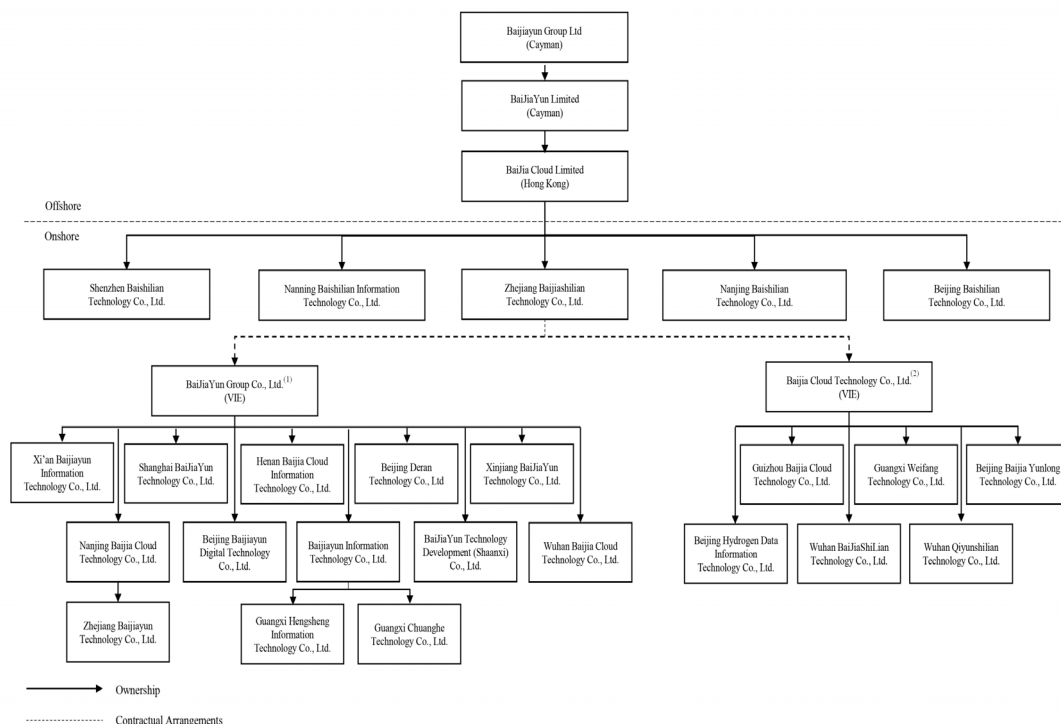 Baijiayun Group Ltd
(Cayman)
BaiJiaYun Limited
(Cayman)
BaiJia Cloud Limited
(Hong Kong)
Offshore
Onshore
Shenzhen Baishilian
Technology Co., Ltd.
Nanning Baishilian Information
Technology Co., Ltd.
Zhejiang Baijiashilian
Technology Co., Ltd.
Nanjing Baishilian
Technology Co., Ltd.
Beijing Baishilian
Technology Co., Ltd.
BaiJiaYun Group Co., Ltd.(1)
(VIE)
Baijia Cloud Technology Co., Ltd.(2)
(VIE)
Xi'an Baijiayun
Information
Technology Co., Ltd.
Shanghai BaiJiaYun
Technology Co., Ltd.
Henan Baijia Cloud
Information
Technology Co., Ltd.
Beijing Deran
Technology Co., Ltd
Xinjiang BaiJiaYun
Technology Co., Ltd.
Guizhou Baijia Cloud
Technology Co., Ltd.
Guangxi Weifang
Technology Co., Ltd.
Beijing Baijia Yunlong
Technology Co., Ltd.
Nanjing Baijia Cloud
Technology Co., Ltd.
Beijing Baijiayun
Digital Technology
Co., Ltd.
Baijiayun Information
Technology Co., Ltd.
BaiJiaYun Technology
Development (Shaanxi)
Co., Ltd.
Wuhan Baijia Cloud
Technology Co., Ltd.
Beijing Hydrogen Data
Information
Technology Co., Ltd.
Wuhan BaiJiaShiLian
Technology Co., Ltd.
Wuhan Qiyunshilian
Technology Co., Ltd.
Zhejiang Baijiayun
Technology Co., Ltd.
Guangxi Hengsheng
Information
Technology Co., Ltd.
Guangxi Chuanghe
Technology Co., Ltd.
Ownership
Contractual Arrangements